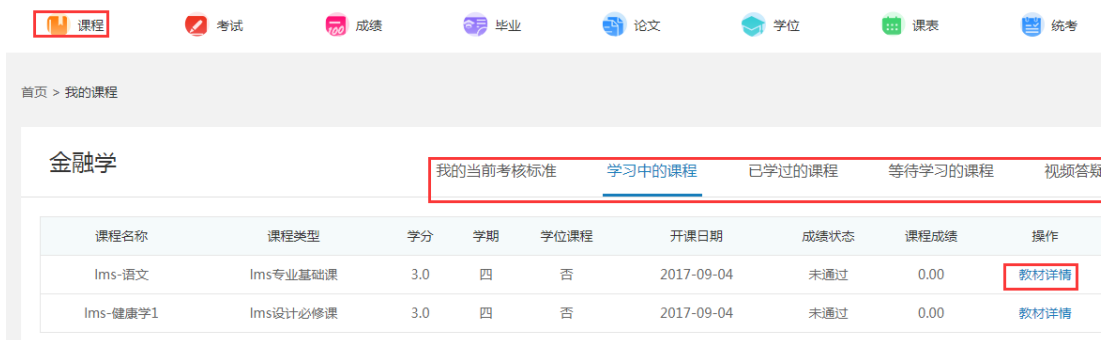 课程 考试 成绩 毕业 论文 学位 课表 统考
首页 > 我的课程
金融学 我的当前考核标准 学习中的课程 已学过的课程 等待学习的课程 视频答疑
课程名称 课程类型 学分 学期 学位课程 开课日期 成绩状态 课程成绩 操作
lms-语文 lms专业基础课 3.0 四 否 2017-09-04 未通过 0.00 教材详情
lms-健康学1 lms设计必修课 3.0 四 否 2017-09-04 未通过 0.00 教材详情